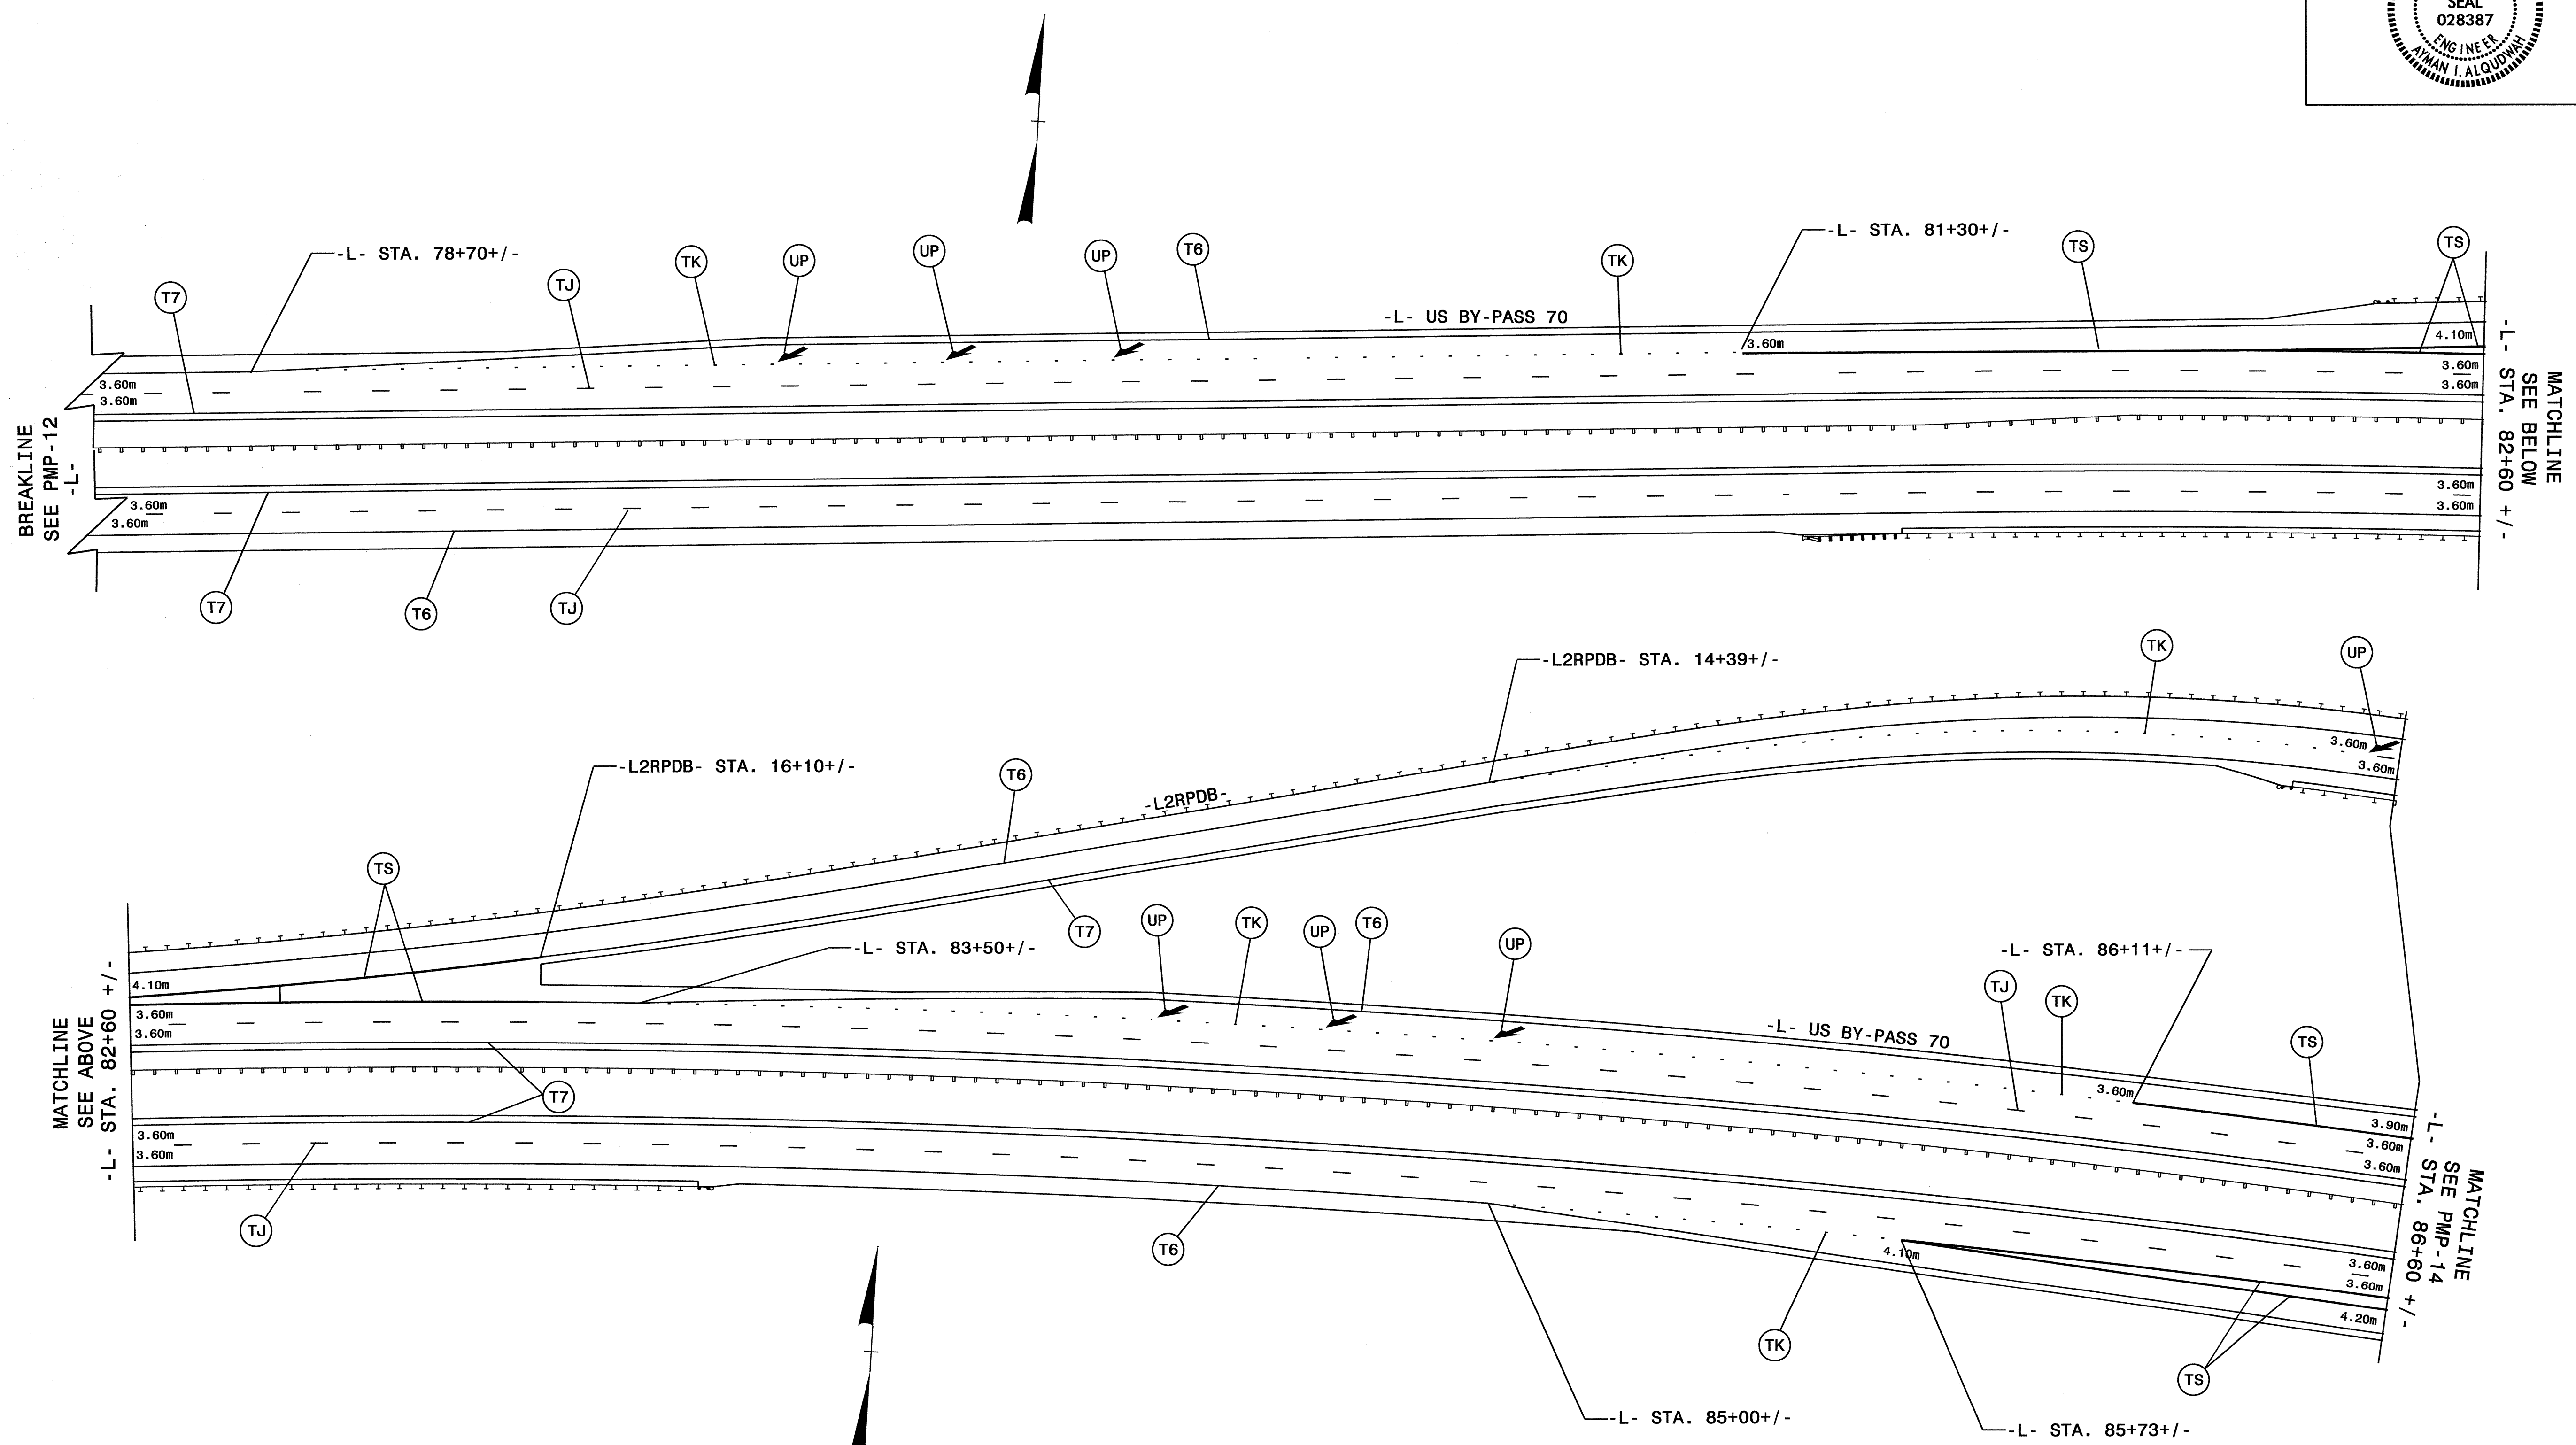 SEAL
028387
ENGINEER
AYMAN I. ALQUDWAH
-L- STA. 78+70+/-
T7
TJ
TK
UP
UP
UP
T6
TK
-L- STA. 81+30+/-
TS
TS
-L- US BY-PASS 70
3.60m
4.10m
3.60m
3.60m
3.60m
3.60m
BREAKLINE
SEE PMP-12
-L-
3.60m
3.60m
3.60m
3.60m
-L- STA. 82+60 +/-
SEE BELOW
MATCHLINE
T7
T6
TJ
-L2RPDB- STA. 14+39+/-
TK
UP
-L2RPDB- STA. 16+10+/-
T6
-L2RPDB-
3.60m
3.60m
TS
T7
UP
TK
UP
T6
UP
-L- STA. 83+50+/-
-L- STA. 86+11+/-
TJ
TK
TS
MATCHLINE
SEE ABOVE
-L- STA. 82+60 +/-
4.10m
3.60m
3.60m
-L- US BY-PASS 70
3.60m
3.90m
3.60m
3.60m
T7
3.60m
3.60m
TJ
T6
4.10m
3.60m
3.60m
4.20m
-L- STA. 86+60 +/-
SEE PMP-14
MATCHLINE
TK
TS
-L- STA. 85+00+/-
-L- STA. 85+73+/-